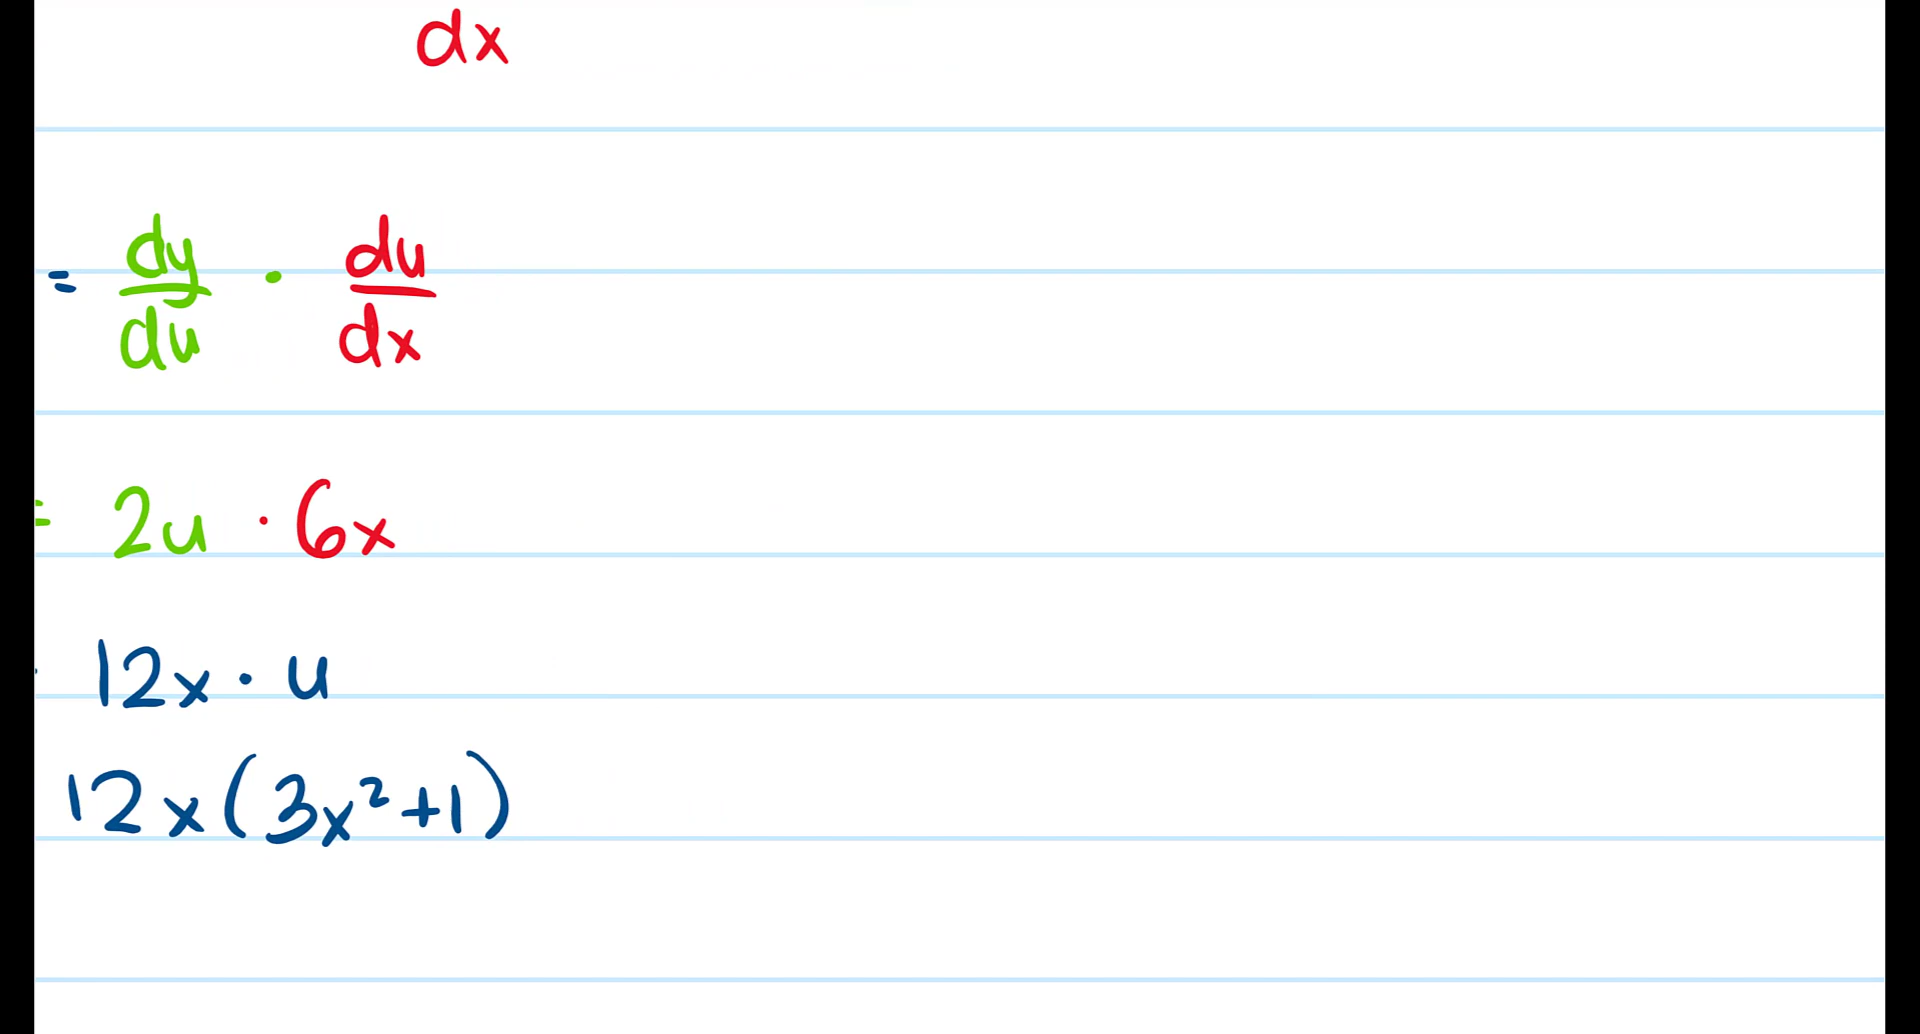 dx
= dy/du · du/dx
= 2u · 6x
12x · u
12x(3x²+1)